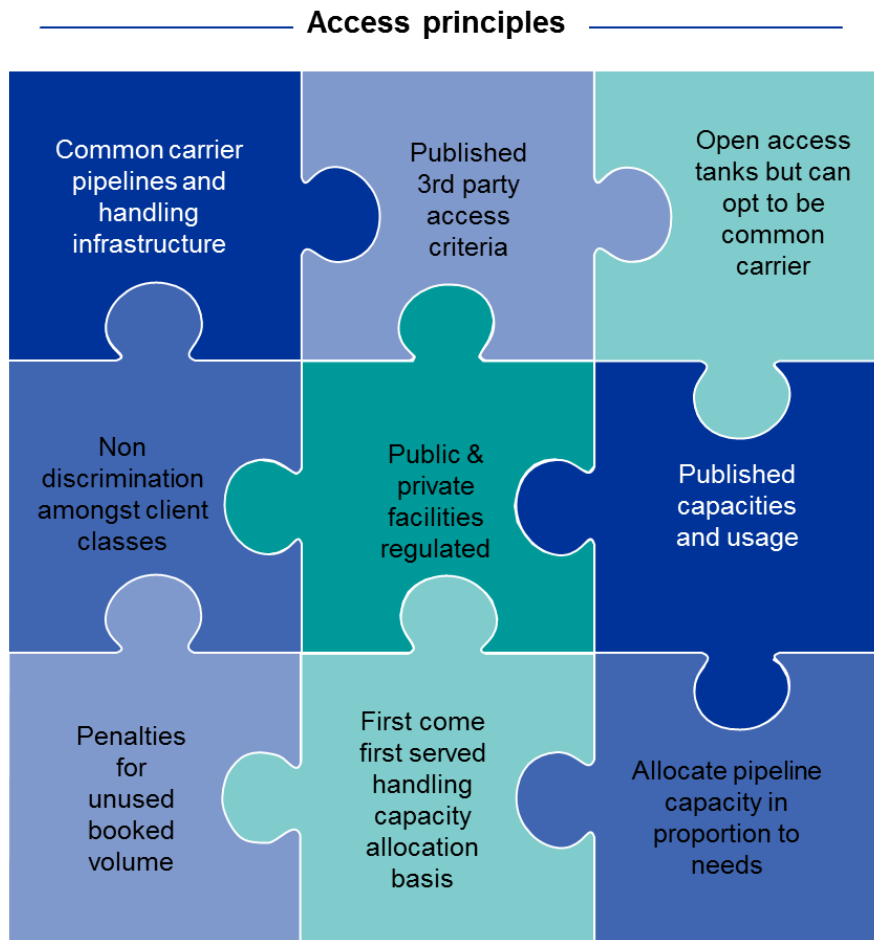 Access principles
Common carrier
pipelines and
handling
infrastructure
Published
3rd party
access
criteria
Open access
tanks but can
opt to be
common
carrier
Non
discrimination
amongst client
classes
Public &
private
facilities
regulated
Published
capacities
and usage
Penalties
for
unused
booked
volume
First come
first served
handling
capacity
allocation
basis
Allocate pipeline
capacity in
proportion to
needs